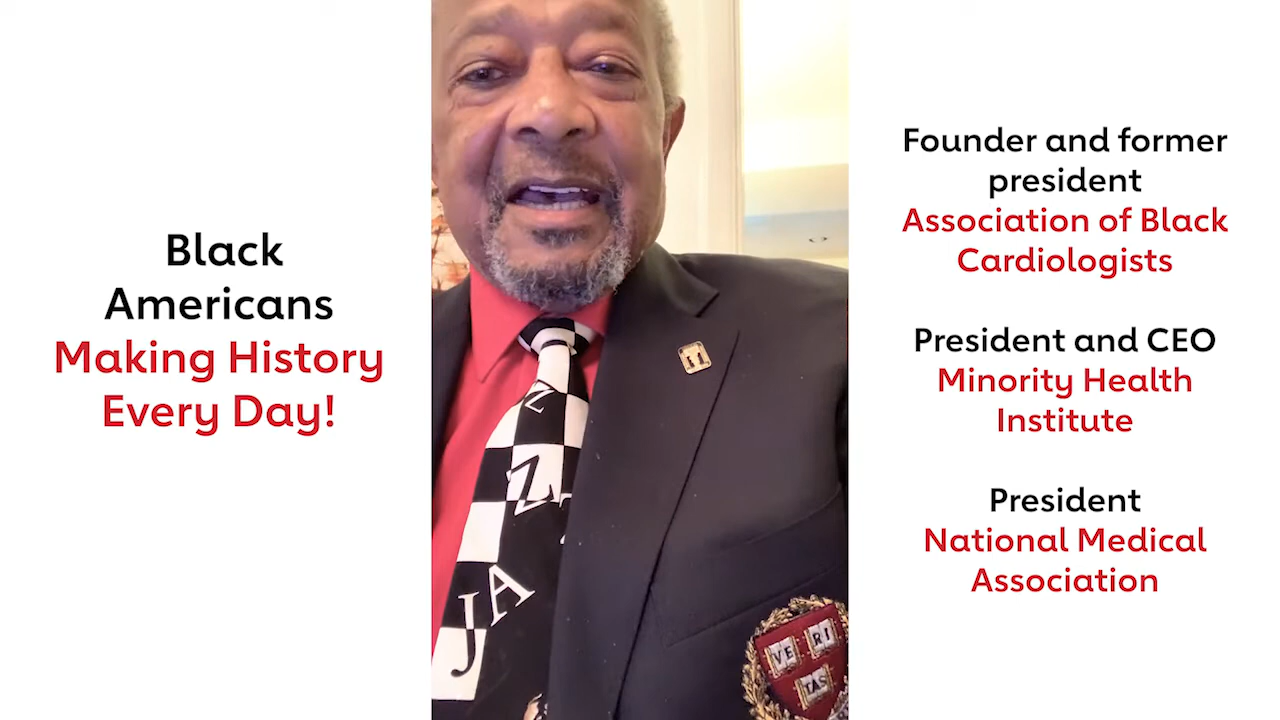 Black
Americans
Making History
Every Day!
Z
Z
JA
VE RI
TAS
Founder and former
president
Association of Black
Cardiologists
President and CEO
Minority Health
Institute
President
National Medical
Association